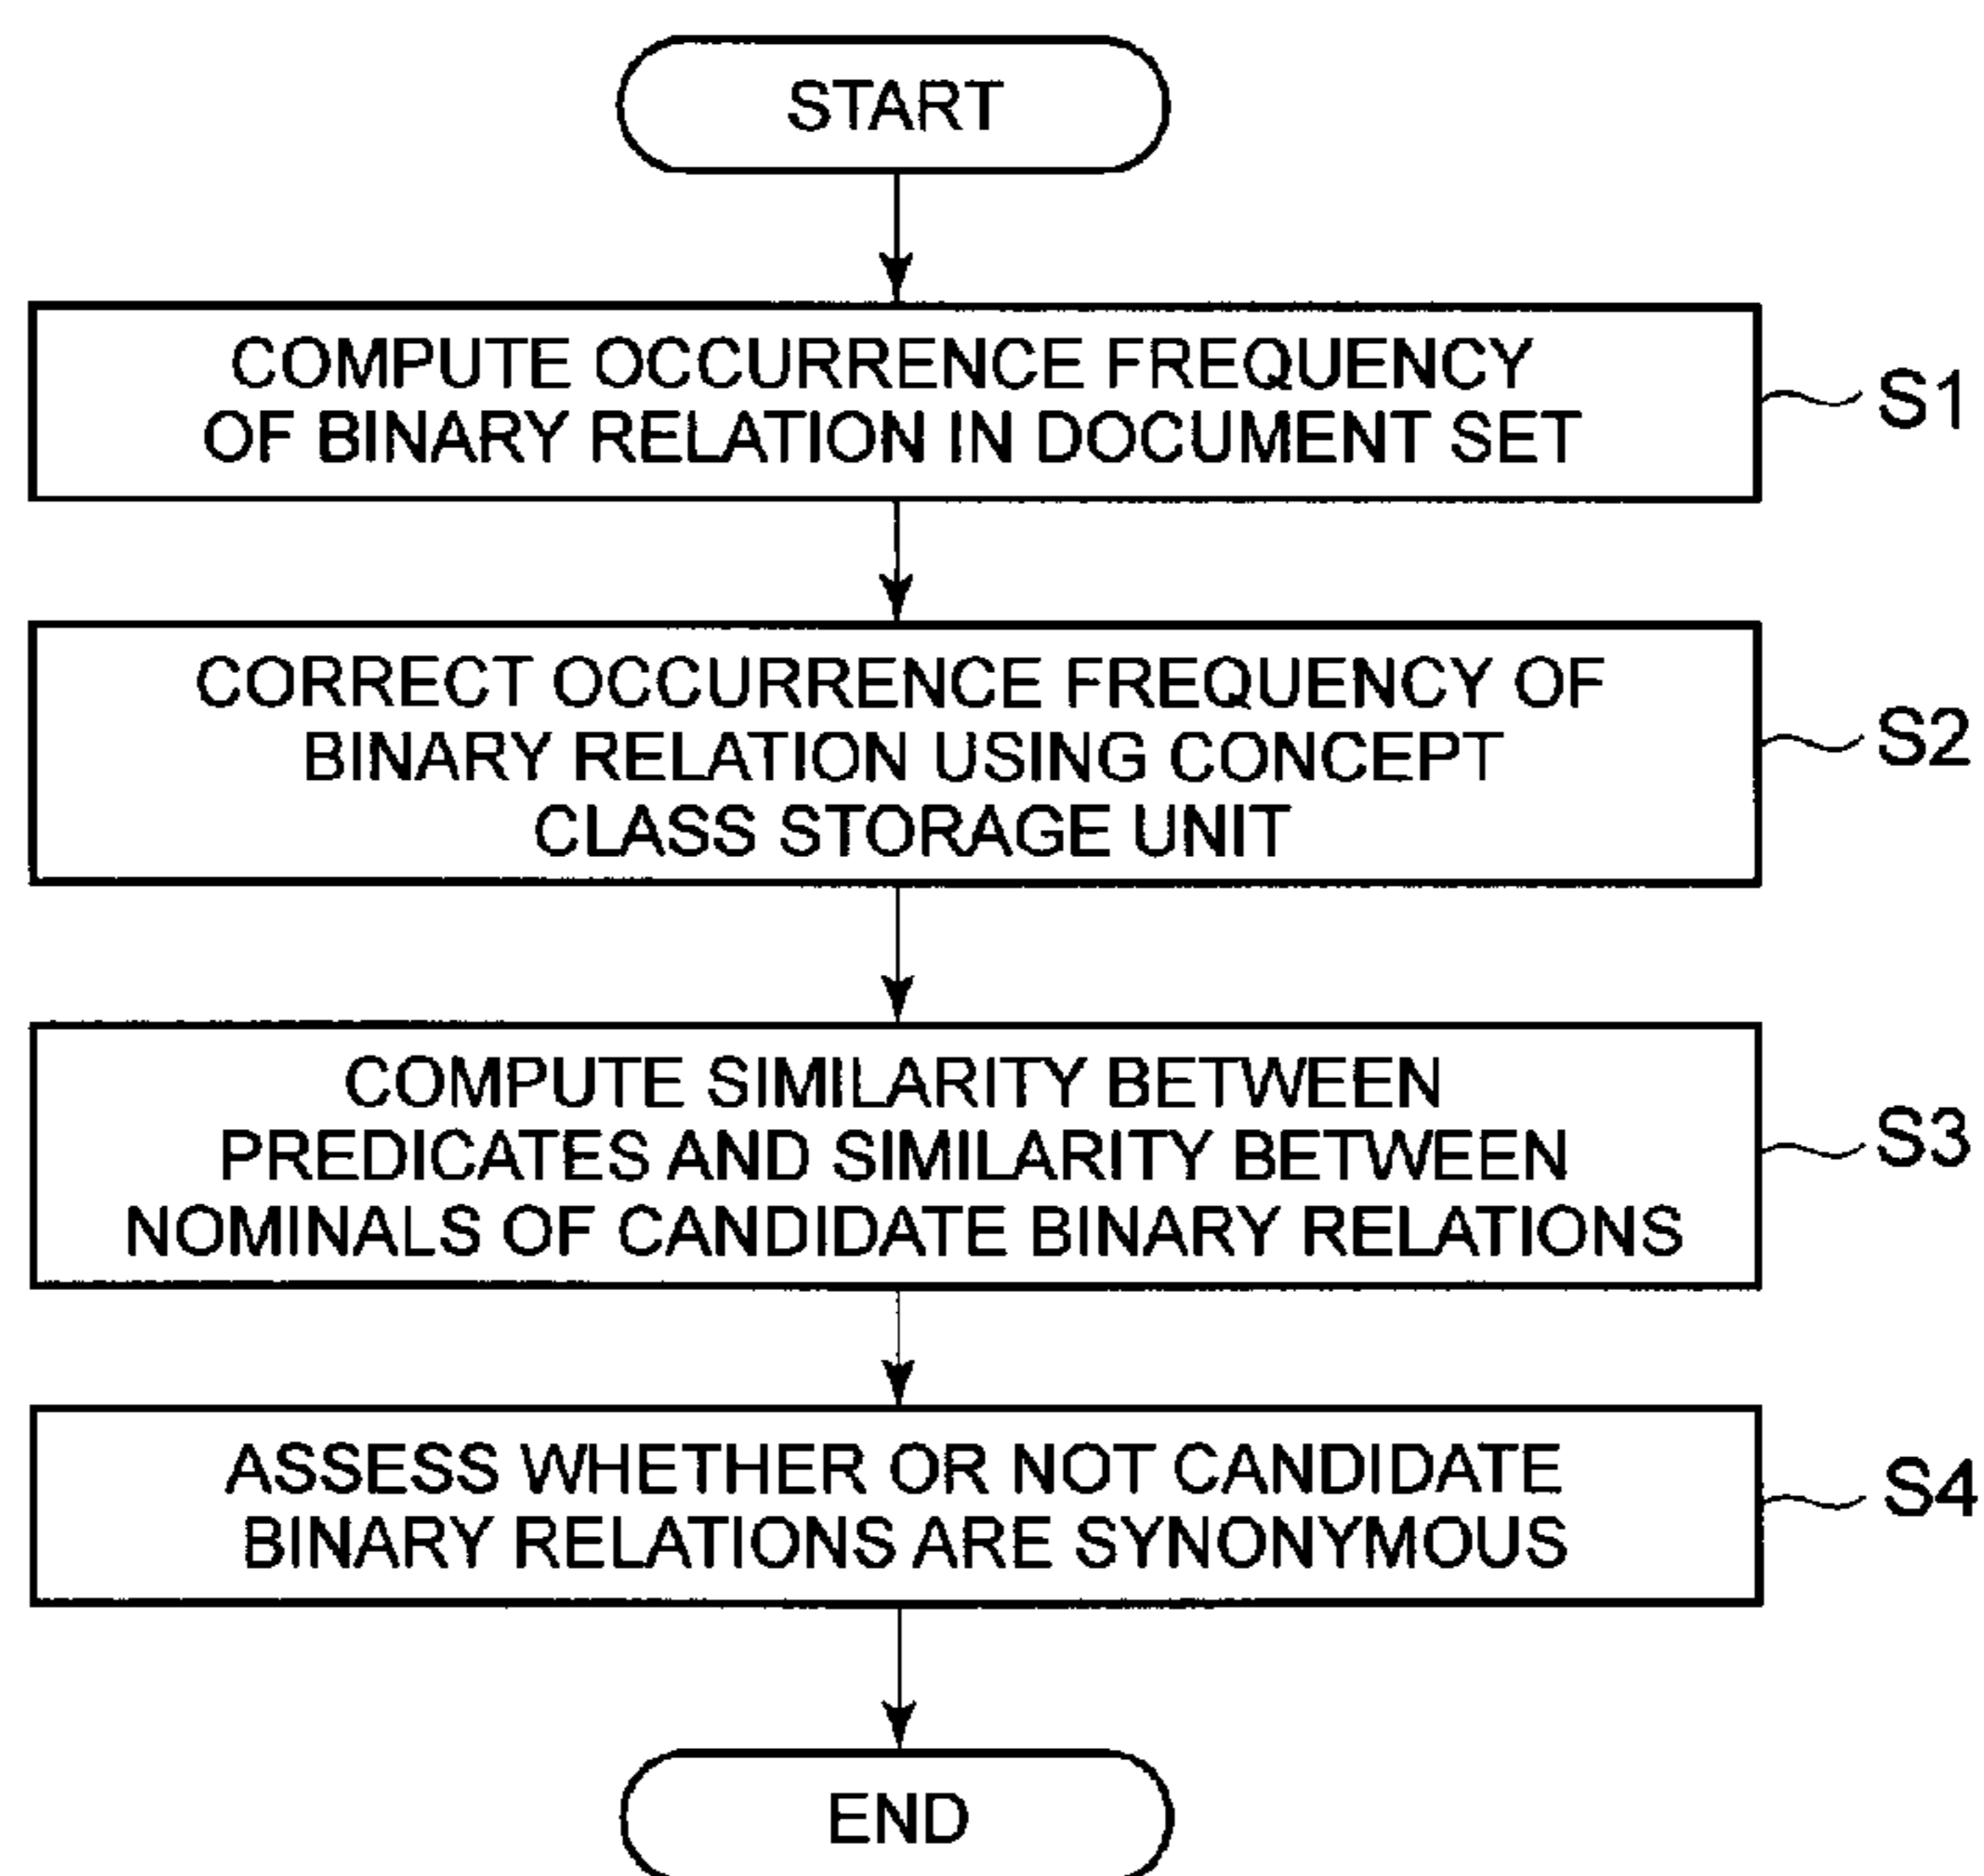 START
COMPUTE OCCURRENCE FREQUENCY
OF BINARY RELATION IN DOCUMENT SET
S1
CORRECT OCCURRENCE FREQUENCY OF
BINARY RELATION USING CONCEPT
CLASS STORAGE UNIT
S2
COMPUTE SIMILARITY BETWEEN
PREDICATES AND SIMILARITY BETWEEN
NOMINALS OF CANDIDATE BINARY RELATIONS
S3
ASSESS WHETHER OR NOT CANDIDATE
BINARY RELATIONS ARE SYNONYMOUS
S4
END